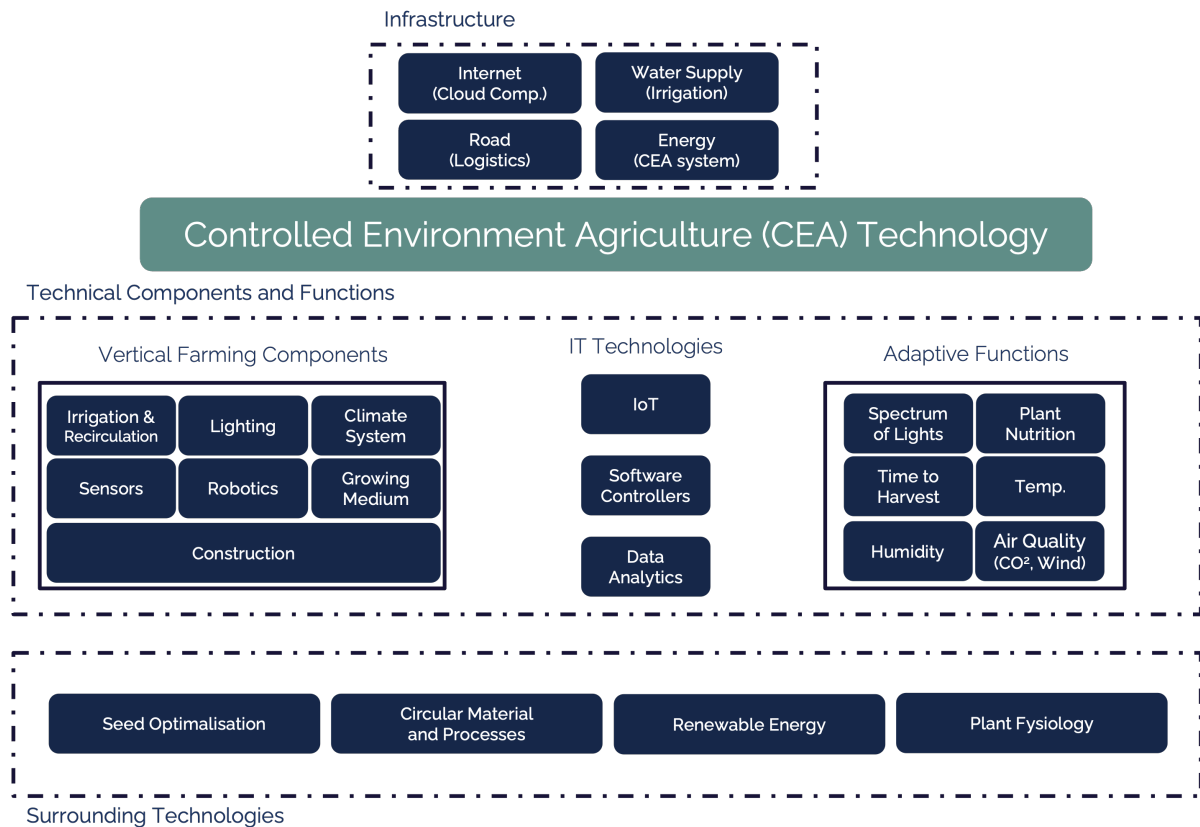 Infrastructure
Internet
(Cloud Comp.)
Water Supply
(Irrigation)
Road
(Logistics)
Energy
(CEA system)
Controlled Environment Agriculture (CEA) Technology
Technical Components and Functions
Vertical Farming Components
Irrigation &
Recirculation
Lighting
Climate
System
Sensors
Robotics
Growing
Medium
Construction
IT Technologies
IoT
Software
Controllers
Data
Analytics
Adaptive Functions
Spectrum
of Lights
Plant
Nutrition
Time to
Harvest
Temp.
Humidity
Air Quality
(CO², Wind)
Seed Optimalisation
Circular Material
and Processes
Renewable Energy
Plant Fysiology
Surrounding Technologies